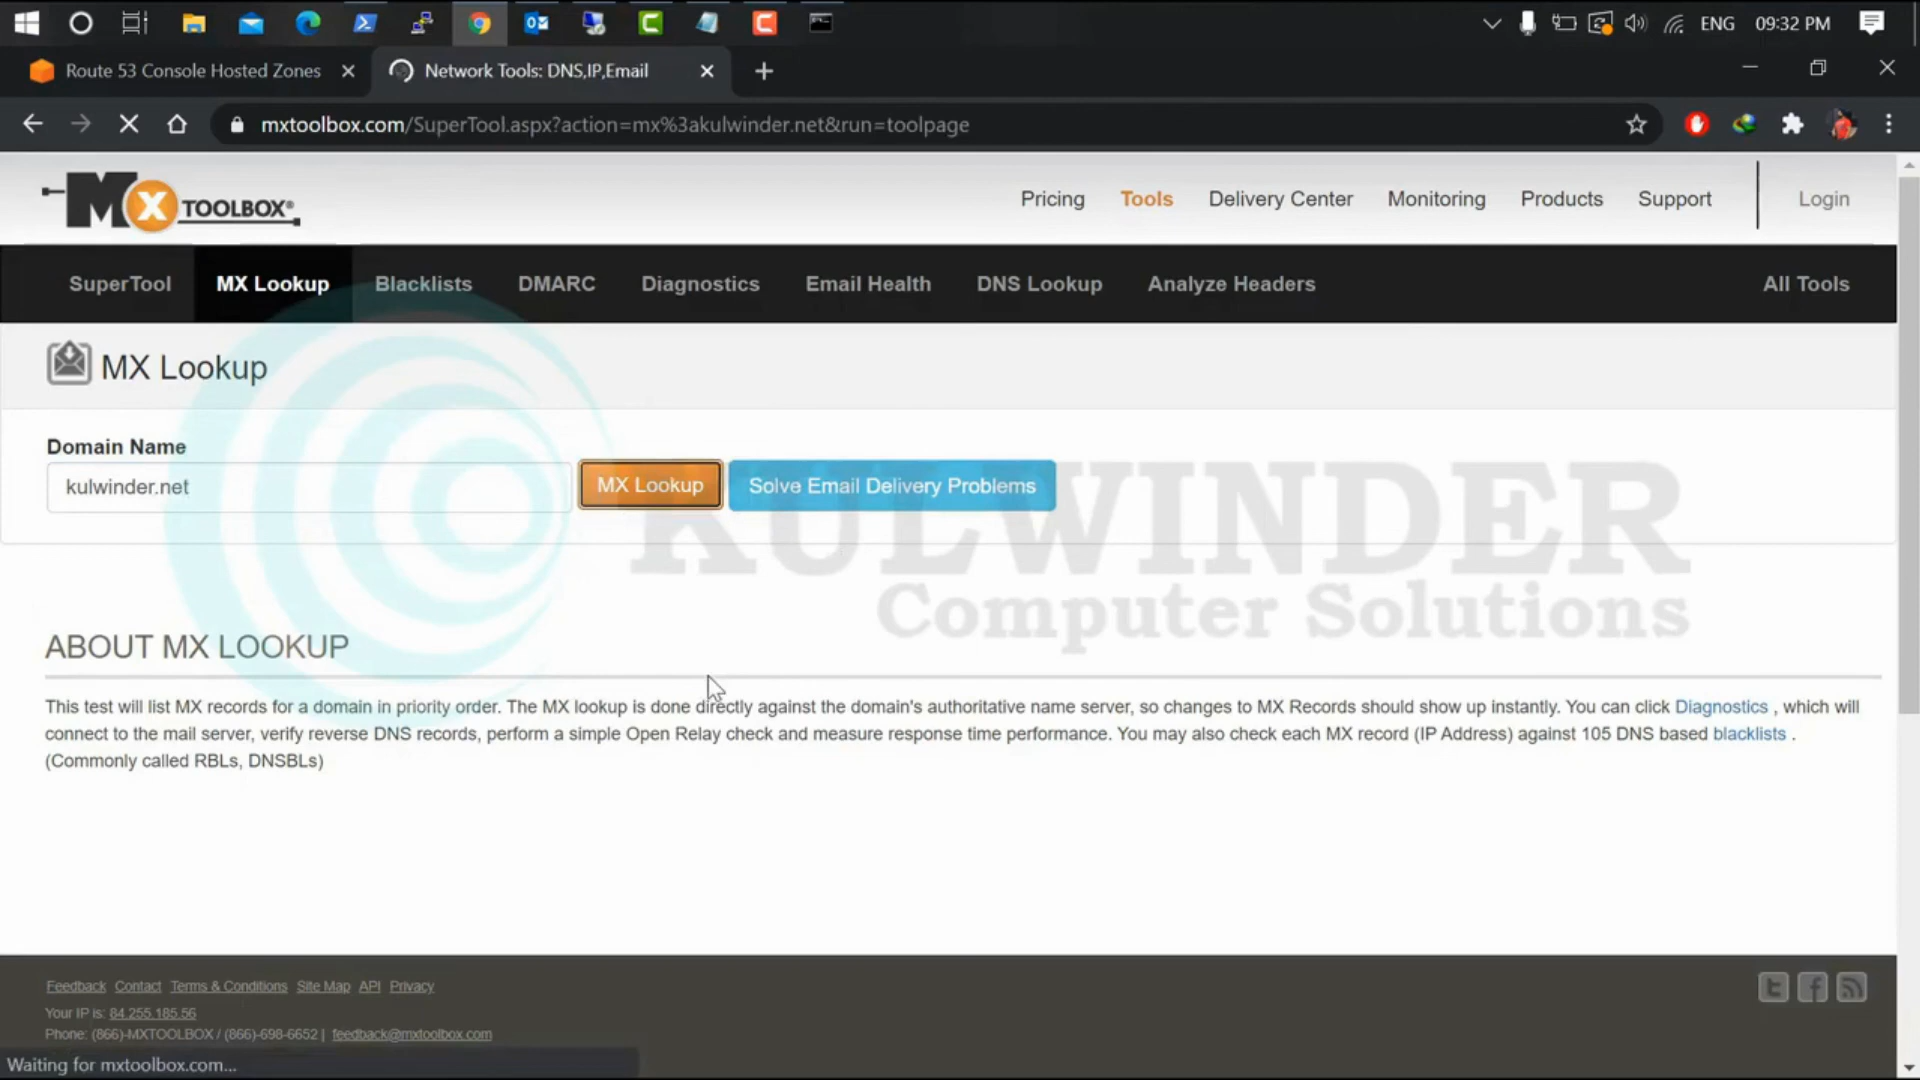 ENG 09:32 PM
Route 53 Console Hosted Zones
Network Tools: DNS,IP,Email
mxtoolbox.com/SuperTool.aspx?action=mx%3akulwinder.net&run=toolpage
MX TOOLBOX®
Pricing Tools Delivery Center Monitoring Products Support Login
SuperTool MX Lookup Blacklists DMARC Diagnostics Email Health DNS Lookup Analyze Headers All Tools
MX Lookup
Domain Name
kulwinder.net MX Lookup Solve Email Delivery Problems
KULWINDER
Computer Solutions
ABOUT MX LOOKUP
This test will list MX records for a domain in priority order. The MX lookup is done directly against the domain's authoritative name server, so changes to MX Records should show up instantly. You can click Diagnostics , which will
connect to the mail server, verify reverse DNS records, perform a simple Open Relay check and measure response time performance. You may also check each MX record (IP Address) against 105 DNS based blacklists .
(Commonly called RBLs, DNSBLs)
Feedback Contact Terms & Conditions Site Map API Privacy
Your IP is: 84.255.185.56
Phone: (866)-MXTOOLBOX / (866)-698-6652 | feedback@mxtoolbox.com
Waiting for mxtoolbox.com...